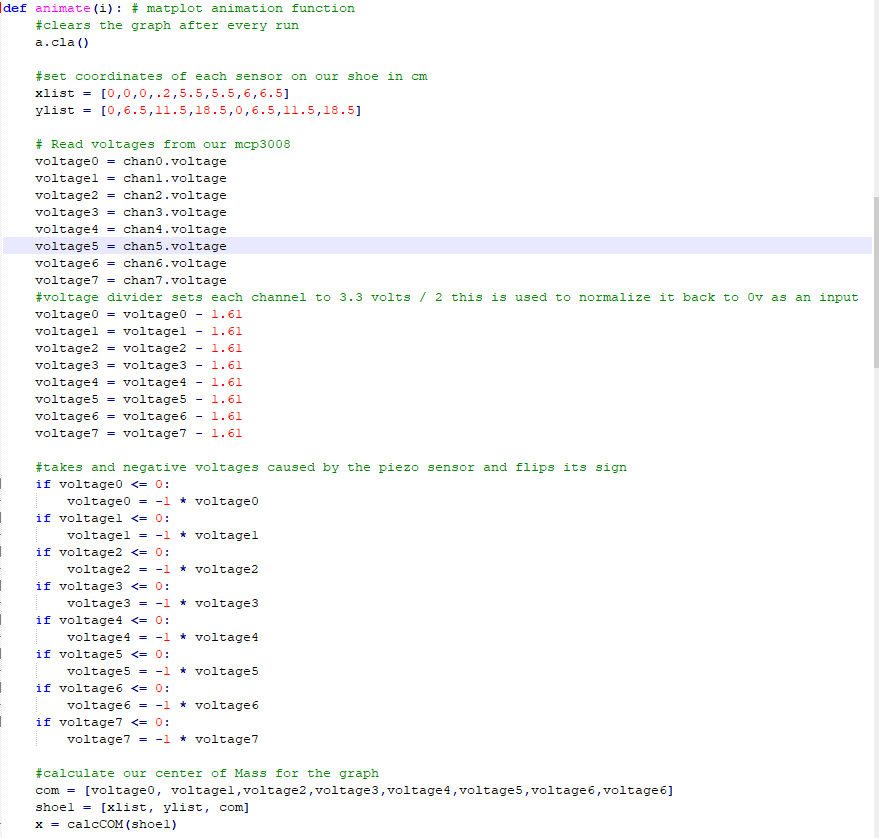 def animate(i): # matplot animation function
#clears the graph after every run
a.cla()
#set coordinates of each sensor on our shoe in cm
xlist = [0,0,0,.2,5.5,5.5,6,6.5]
ylist = [0,6.5,11.5,18.5,0,6.5,11.5,18.5]
# Read voltages from our mcp3008
voltage0 = chan0.voltage
voltage1 = chan1.voltage
voltage2 = chan2.voltage
voltage3 = chan3.voltage
voltage4 = chan4.voltage
voltage5 = chan5.voltage
voltage6 = chan6.voltage
voltage7 = chan7.voltage
#voltage divider sets each channel to 3.3 volts / 2 this is used to normalize it back to 0v as an input
voltage0 = voltage0 - 1.61
voltage1 = voltage1 - 1.61
voltage2 = voltage2 - 1.61
voltage3 = voltage3 - 1.61
voltage4 = voltage4 - 1.61
voltage5 = voltage5 - 1.61
voltage6 = voltage6 - 1.61
voltage7 = voltage7 - 1.61
#takes and negative voltages caused by the piezo sensor and flips its sign
if voltage0 <= 0:
voltage0 = -1 * voltage0
if voltage1 <= 0:
voltage1 = -1 * voltage1
if voltage2 <= 0:
voltage2 = -1 * voltage2
if voltage3 <= 0:
voltage3 = -1 * voltage3
if voltage4 <= 0:
voltage4 = -1 * voltage4
if voltage5 <= 0:
voltage5 = -1 * voltage5
if voltage6 <= 0:
voltage6 = -1 * voltage6
if voltage7 <= 0:
voltage7 = -1 * voltage7
#calculate our center of Mass for the graph
com = [voltage0, voltage1,voltage2,voltage3,voltage4,voltage5,voltage6,voltage6]
shoe1 = [xlist, ylist, com]
x = calcCOM(shoe1)